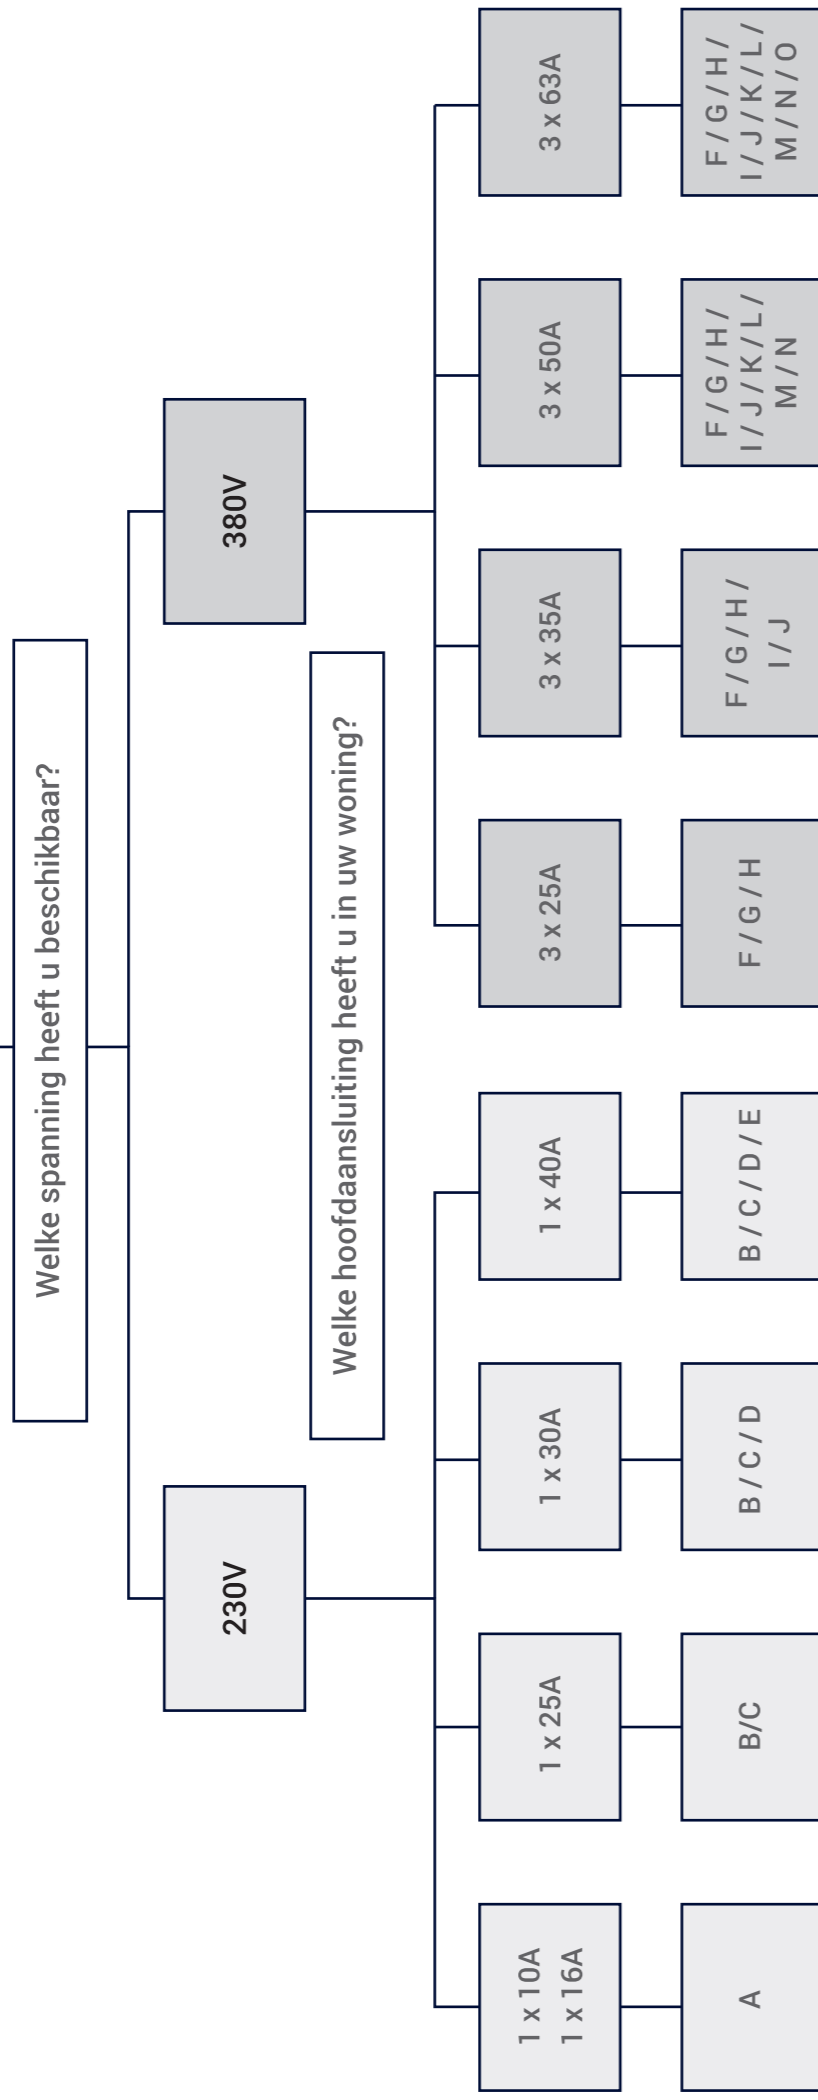 Welke spanning heeft u beschikbaar?
230V
380V
Welke hoofdaansluiting heeft u in uw woning?
1 x 10A
1 x 16A
1 x 25A
1 x 30A
1 x 40A
3 x 25A
3 x 35A
3 x 50A
3 x 63A
A
B/C
B / C / D
B / C / D / E
F / G / H
F / G / H /
I / J
F / G / H /
I / J / K / L /
M / N
F / G / H /
I / J / K / L /
M / N / O